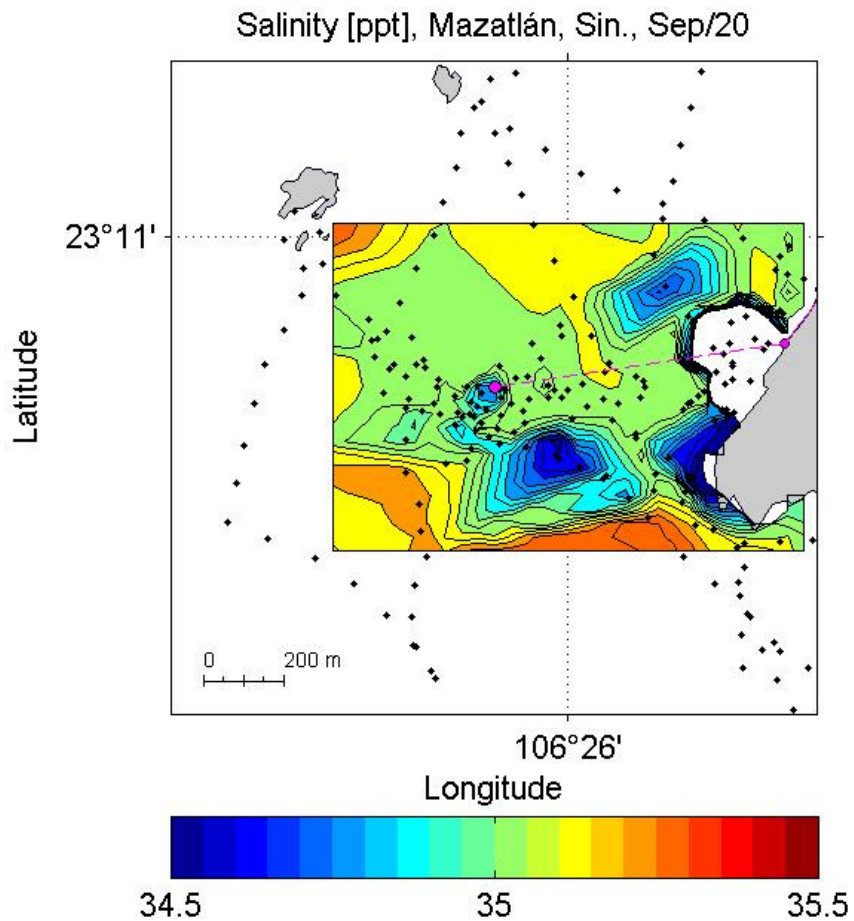 Salinity [ppt], Mazatlán, Sin., Sep/20
23°11'
Latitude
0 200 m
106°26'
Longitude
34.5 35 35.5